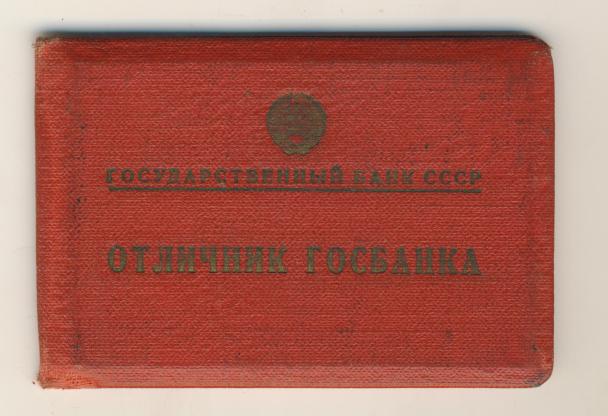 ГОСУДАРСТВЕННЫЙ БАНК СССР
ОТЛИЧНИК ГОСБАНКА